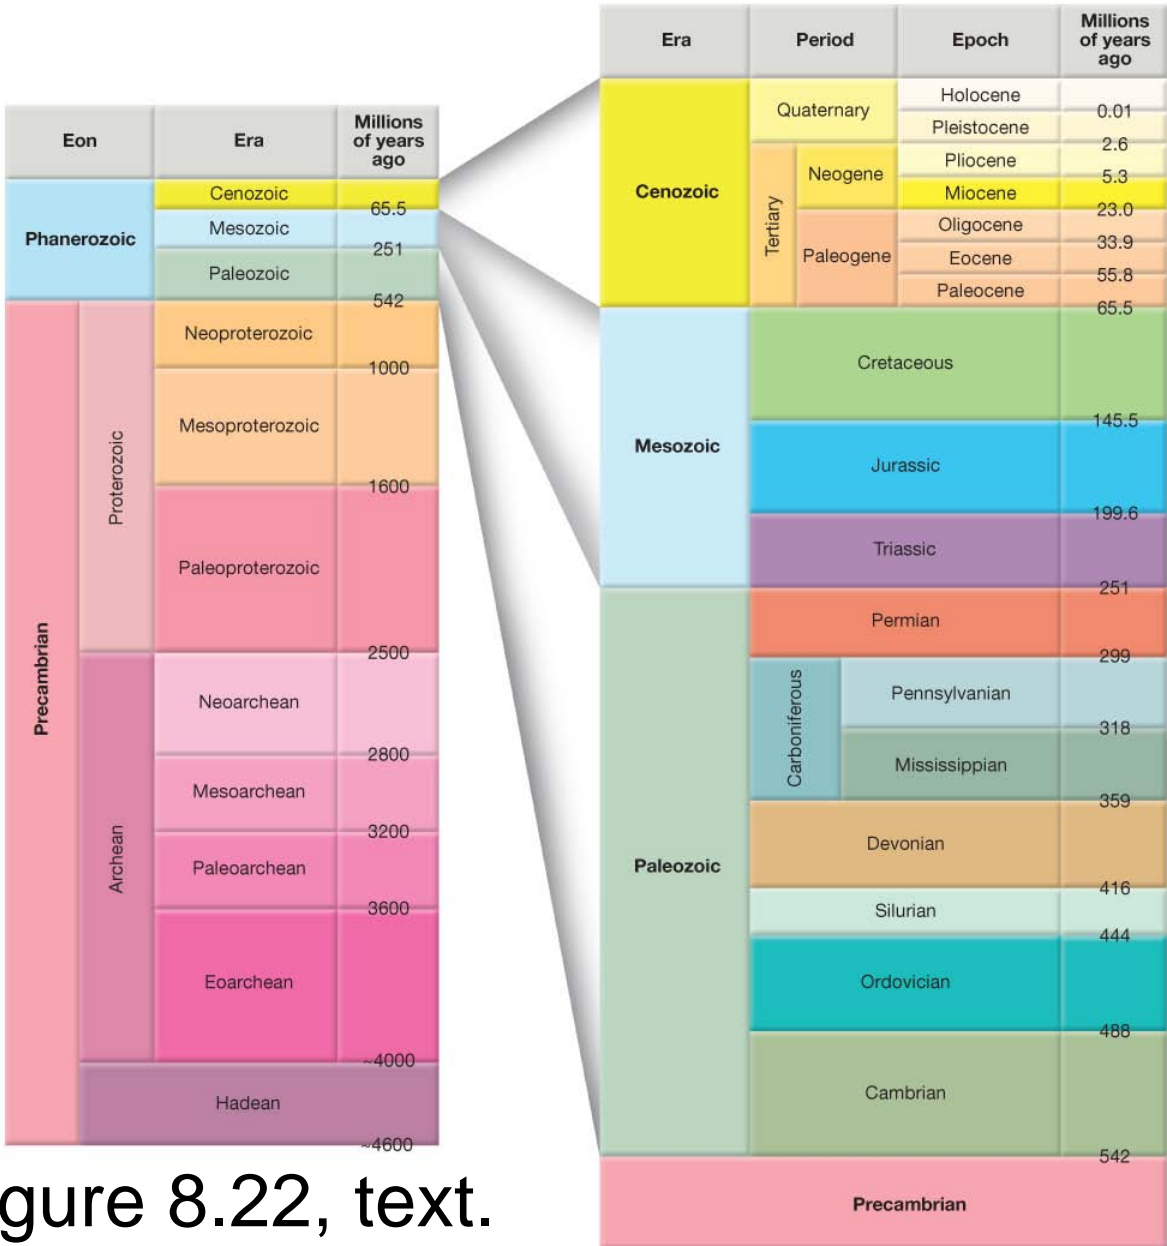 Eon
Era
Millions
of years
ago
Phanerozoic
Cenozoic
65.5
Mesozoic
251
Paleozoic
542
Precambrian
Proterozoic
Neoproterozoic
1000
Mesoproterozoic
1600
Paleoproterozoic
2500
Archean
Neoarchean
2800
Mesoarchean
3200
Paleoarchean
3600
Eoarchean
~4000
Hadean
~4600
Era
Period
Epoch
Millions
of years
ago
Cenozoic
Quaternary
Holocene
0.01
Pleistocene
2.6
Tertiary
Neogene
Pliocene
5.3
Miocene
23.0
Paleogene
Oligocene
33.9
Eocene
55.8
Paleocene
65.5
Mesozoic
Cretaceous
145.5
Jurassic
199.6
Triassic
251
Paleozoic
Permian
299
Carboniferous
Pennsylvanian
318
Mississippian
359
Devonian
416
Silurian
444
Ordovician
488
Cambrian
542
Precambrian
gure 8.22, text.